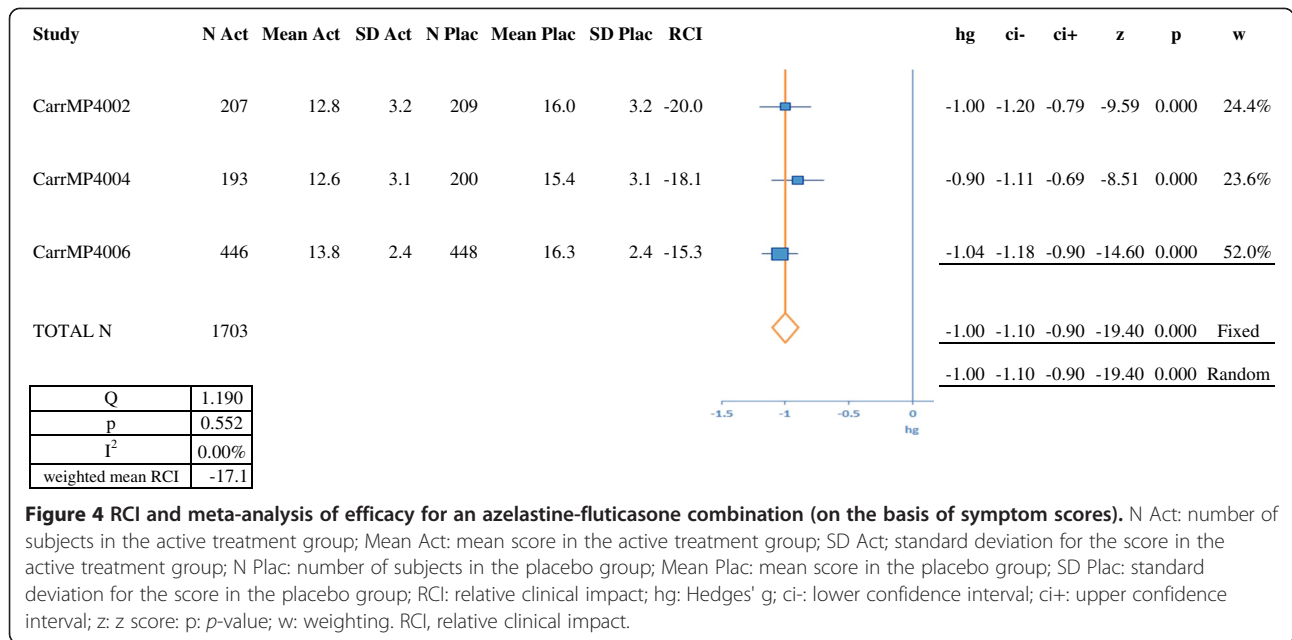 Study N Act Mean Act SD Act N Plac Mean Plac SD Plac RCI hg ci- ci+ z p w
CarrMP4002 207 12.8 3.2 209 16.0 3.2 -20.0 -1.00 -1.20 -0.79 -9.59 0.000 24.4%
CarrMP4004 193 12.6 3.1 200 15.4 3.1 -18.1 -0.90 -1.11 -0.69 -8.51 0.000 23.6%
CarrMP4006 446 13.8 2.4 448 16.3 2.4 -15.3 -1.04 -1.18 -0.90 -14.60 0.000 52.0%
TOTAL N 1703 -1.00 -1.10 -0.90 -19.40 0.000 Fixed
-1.00 -1.10 -0.90 -19.40 0.000 Random
Q 1.190
p 0.552
I² 0.00%
weighted mean RCI -17.1
-1.5 -1 -0.5 0
hg
Figure 4 RCI and meta-analysis of efficacy for an azelastine-fluticasone combination (on the basis of symptom scores). N Act: number of
subjects in the active treatment group; Mean Act: mean score in the active treatment group; SD Act; standard deviation for the score in the
active treatment group; N Plac: number of subjects in the placebo group; Mean Plac: mean score in the placebo group; SD Plac: standard
deviation for the score in the placebo group; RCI: relative clinical impact; hg: Hedges' g; ci-: lower confidence interval; ci+: upper confidence
interval; z: z score: p: p-value; w: weighting. RCI, relative clinical impact.